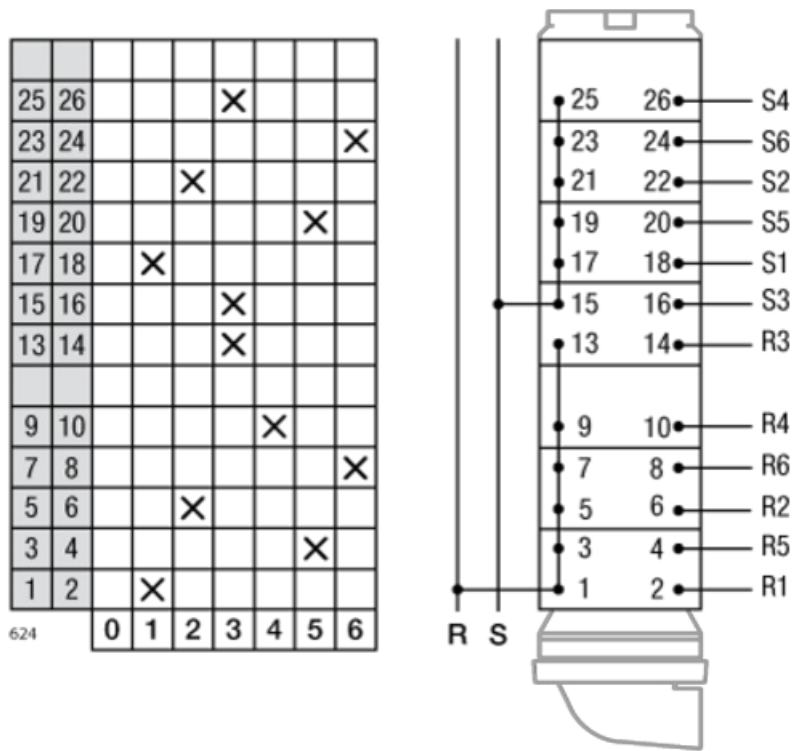 25 26 X
23 24 X
21 22 X
19 20 X
17 18 X
15 16 X
13 14 X
9 10 X
7 8 X
5 6 X
3 4 X
1 2 X
0 1 2 3 4 5 6
624
25 26 S4
23 24 S6
21 22 S2
19 20 S5
17 18 S1
15 16 S3
13 14 R3
9 10 R4
7 8 R6
5 6 R2
3 4 R5
1 2 R1
R S